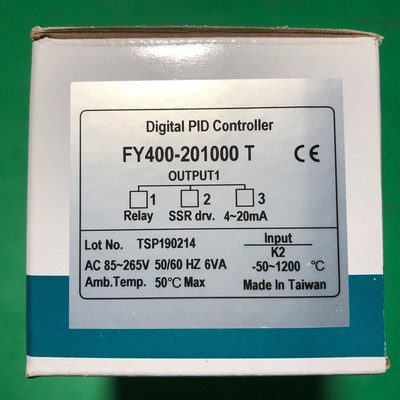 Digital PID Controller
FY400-201000 T CE
OUTPUT1
1 2 3
Relay SSR drv. 4~20mA
Lot No. TSP190214 Input
K2
AC 85~265V 50/60 HZ 6VA -50~1200 °C
Amb.Temp. 50℃ Max Made In Taiwan